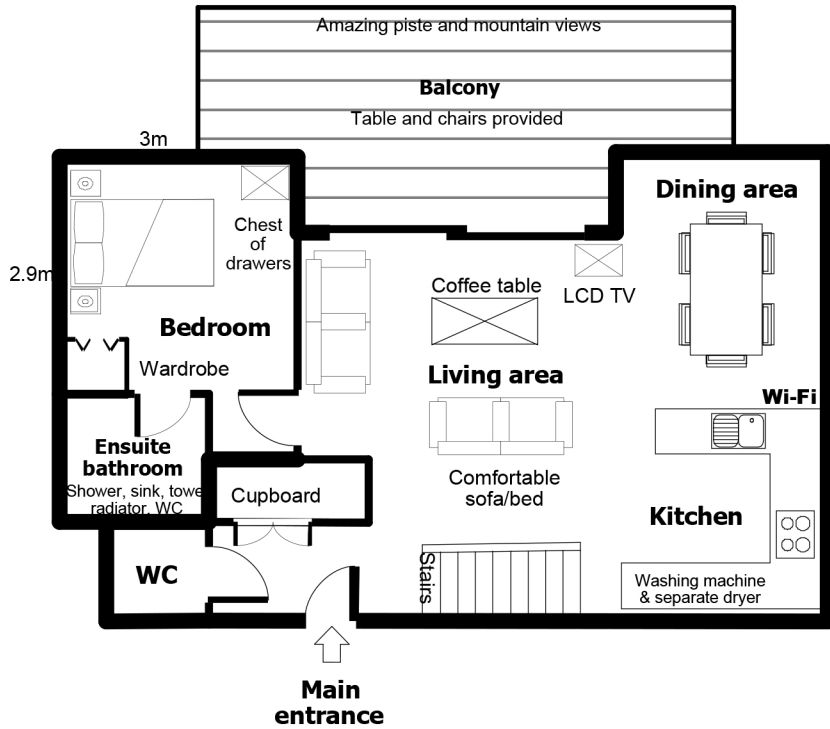 Amazing piste and mountain views
Balcony
Table and chairs provided
3m
Dining area
Chest
of
drawers
2.9m
Coffee table
LCD TV
Bedroom
Wardrobe
Living area
Wi-Fi
Ensuite
bathroom
Shower, sink, towe
radiator, WC
Cupboard
Comfortable
sofa/bed
Kitchen
WC
Stairs
Washing machine
& separate dryer
Main
entrance